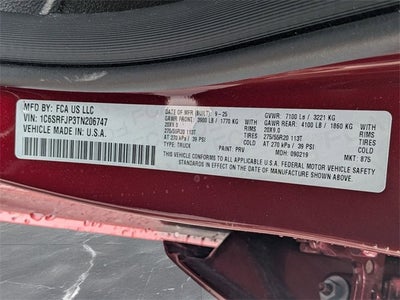 MFD BY: FCA US LLC
VIN: 1C6SRFJP3TN206747
VEHICLE MADE IN: U.S.A.
DATE OF MFR (BUILT): 9-25
GVWR: 7100 LB / 3221 KG
GAWR FRONT: 3900 LB / 1770 KG WITH
GAWR REAR: 4100 LB / 1860 KG WITH
20X9.0 RIMS
20X9.0 RIMS
275/55R20 113T TIRES
275/55R20 113T TIRES
AT 270 kPa / 39 PSI
AT 270 kPa / 39 PSI
TYPE: TRUCK
PAINT: PRV
MDH: 090219
MKT: 875
THIS VEHICLE CONFORMS TO ALL APPLICABLE U.S.A. FEDERAL MOTOR VEHICLE SAFETY
STANDARDS IN EFFECT ON THE DATE OF MANUFACTURE SHOWN ABOVE.